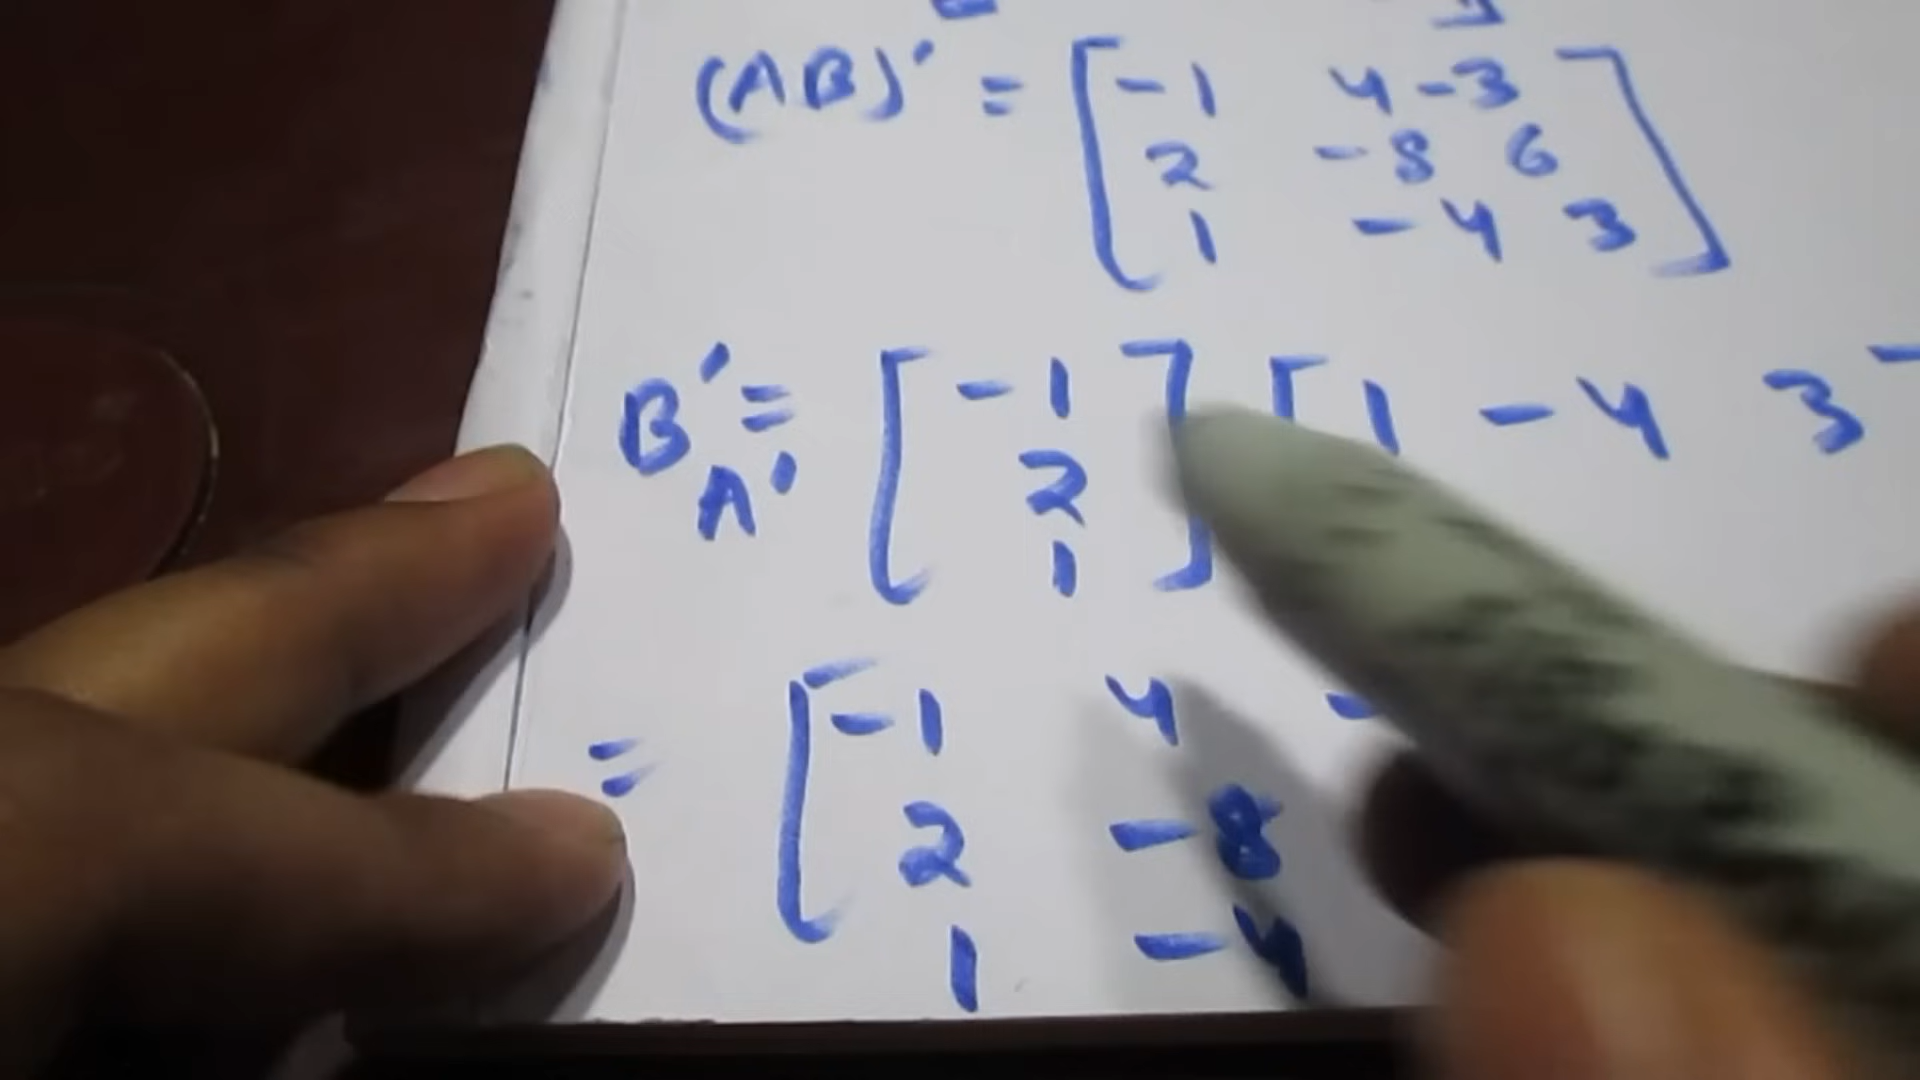 (AB)' = [ -1 4 -3
2 -8 6
1 -4 3 ]
B' = [ -1 ] [ 1 -4 3
A' 2
1
= [ -1 4 -
2 -8
1 -4